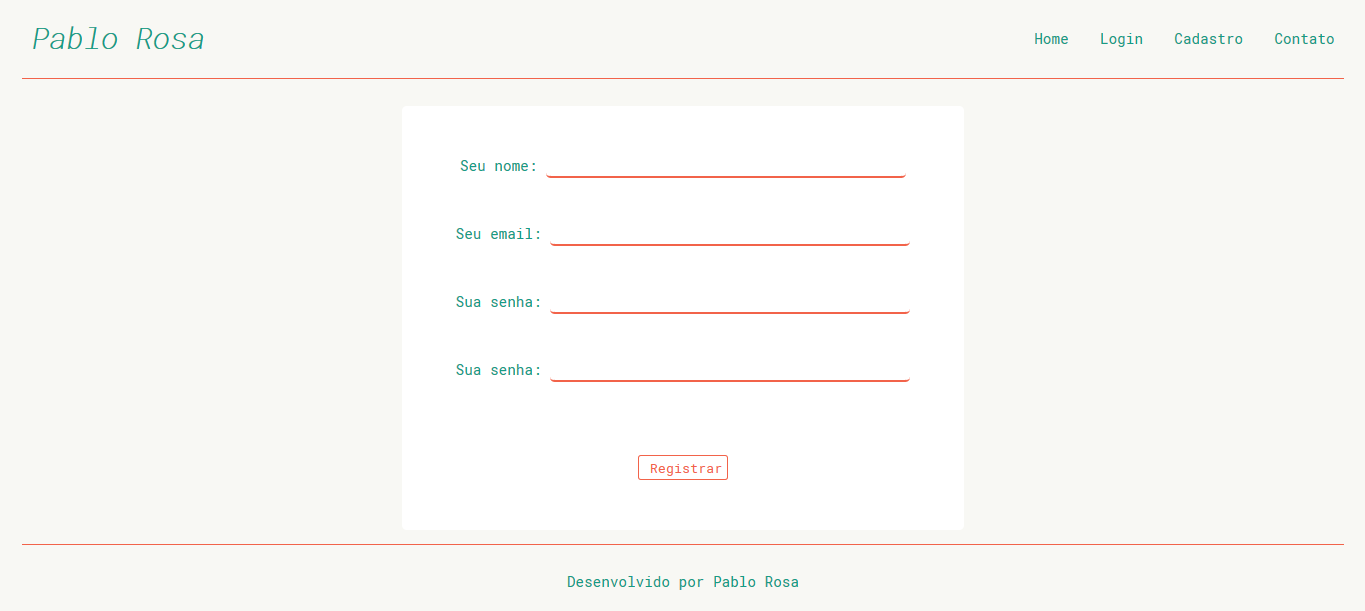 Pablo Rosa
Home Login Cadastro Contato
Seu nome:
Seu email:
Sua senha:
Sua senha:
Registrar
Desenvolvido por Pablo Rosa